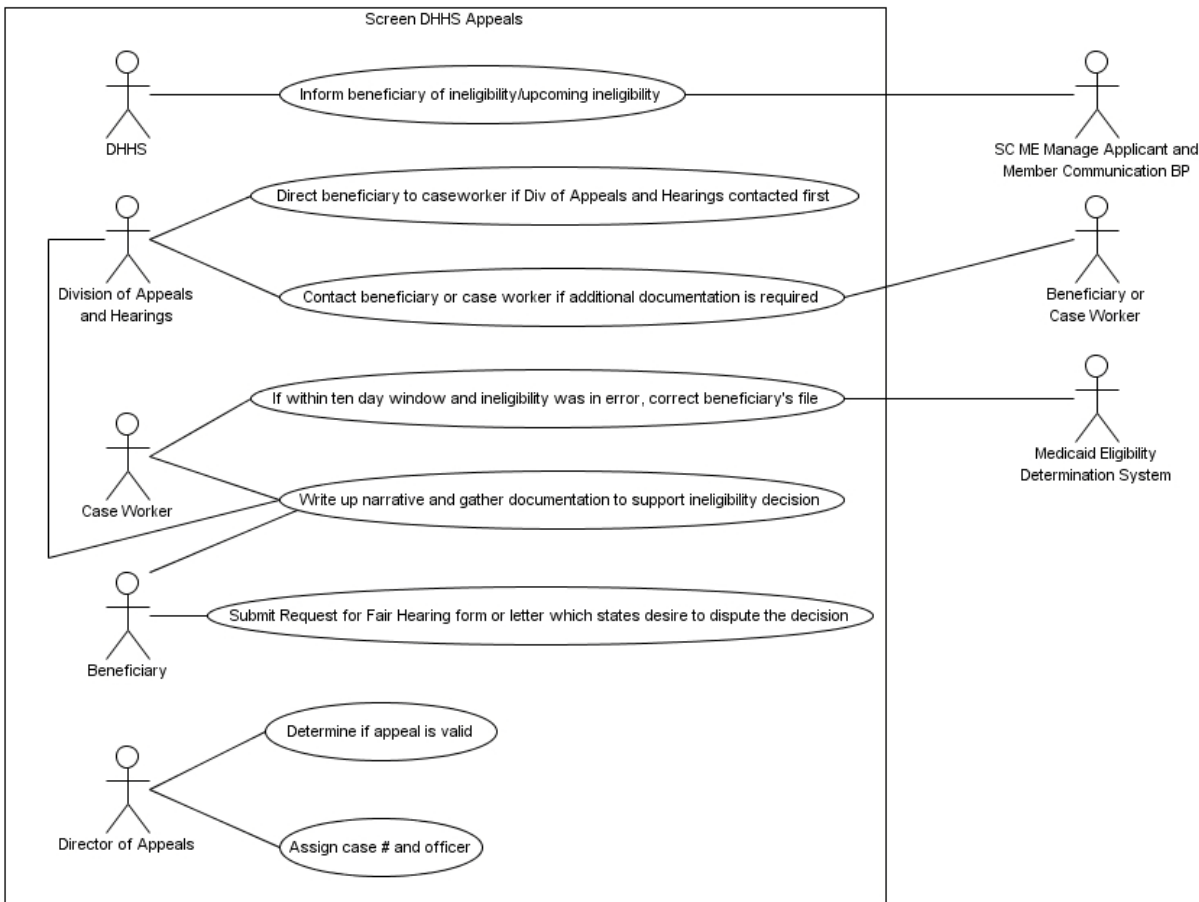 Screen DHHS Appeals
Inform beneficiary of ineligibility/upcoming ineligibility
DHHS
SC ME Manage Applicant and
Member Communication BP
Direct beneficiary to caseworker if Div of Appeals and Hearings contacted first
Division of Appeals
and Hearings
Contact beneficiary or case worker if additional documentation is required
Beneficiary or
Case Worker
If within ten day window and ineligibility was in error, correct beneficiary's file
Medicaid Eligibility
Determination System
Case Worker
Write up narrative and gather documentation to support ineligibility decision
Submit Request for Fair Hearing form or letter which states desire to dispute the decision
Beneficiary
Determine if appeal is valid
Director of Appeals
Assign case # and officer